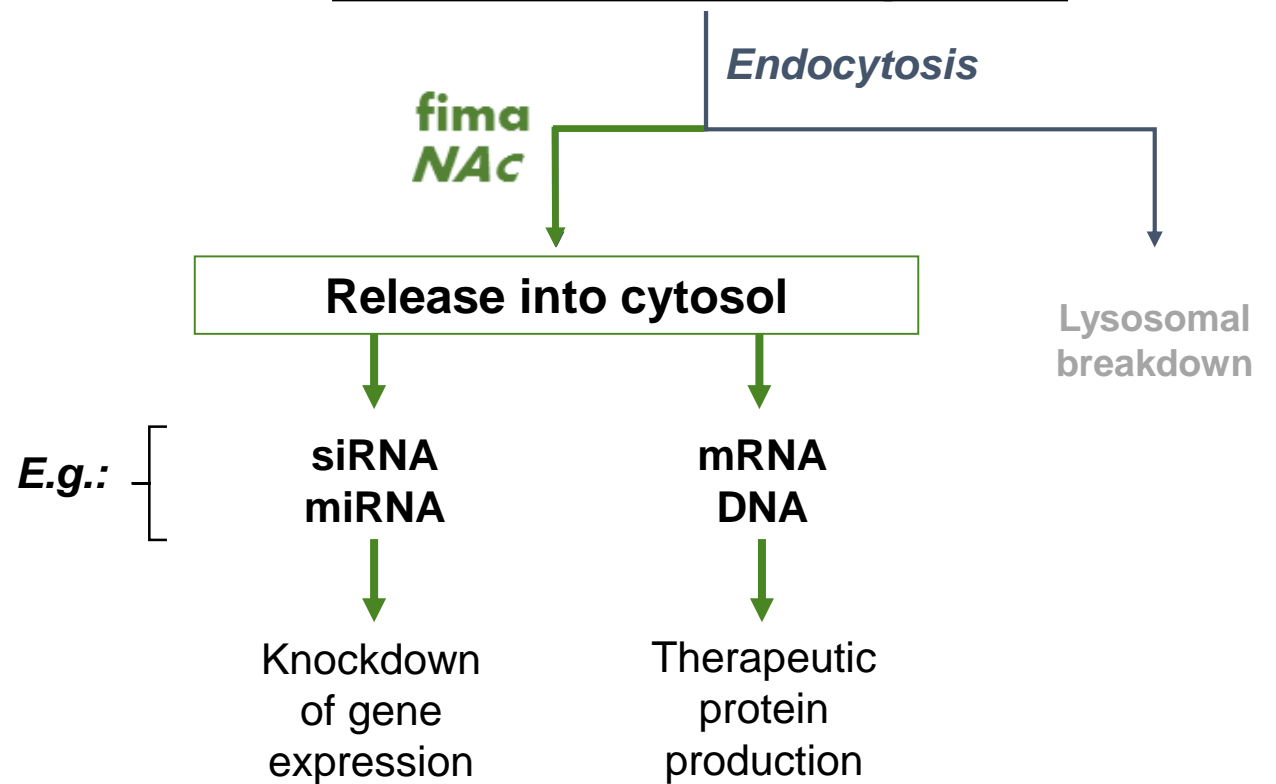 Endocytosis
fima
NAc
Release into cytosol
Lysosomal
breakdown
E.g.:
siRNA
miRNA
mRNA
DNA
Knockdown
of gene
expression
Therapeutic
protein
production